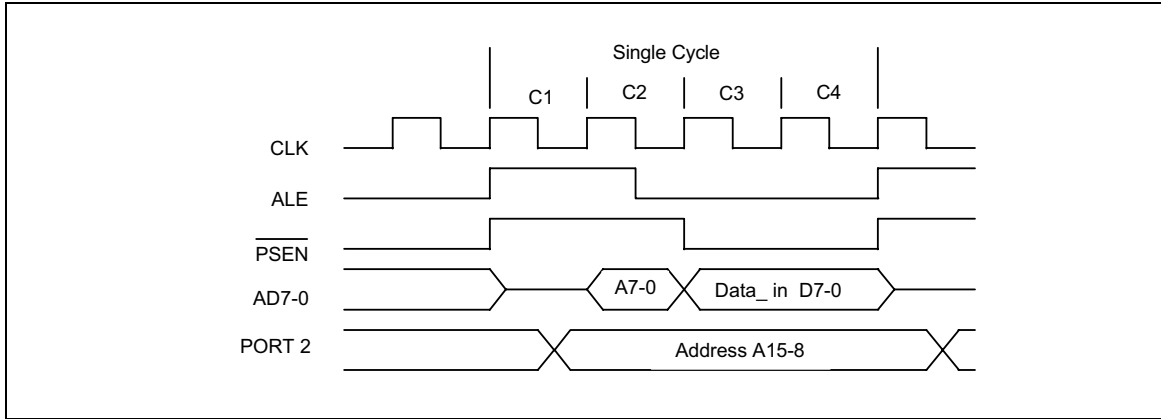 Single Cycle
C1 C2 C3 C4
CLK
ALE
PSEN
AD7-0 A7-0 Data_ in D7-0
PORT 2 Address A15-8